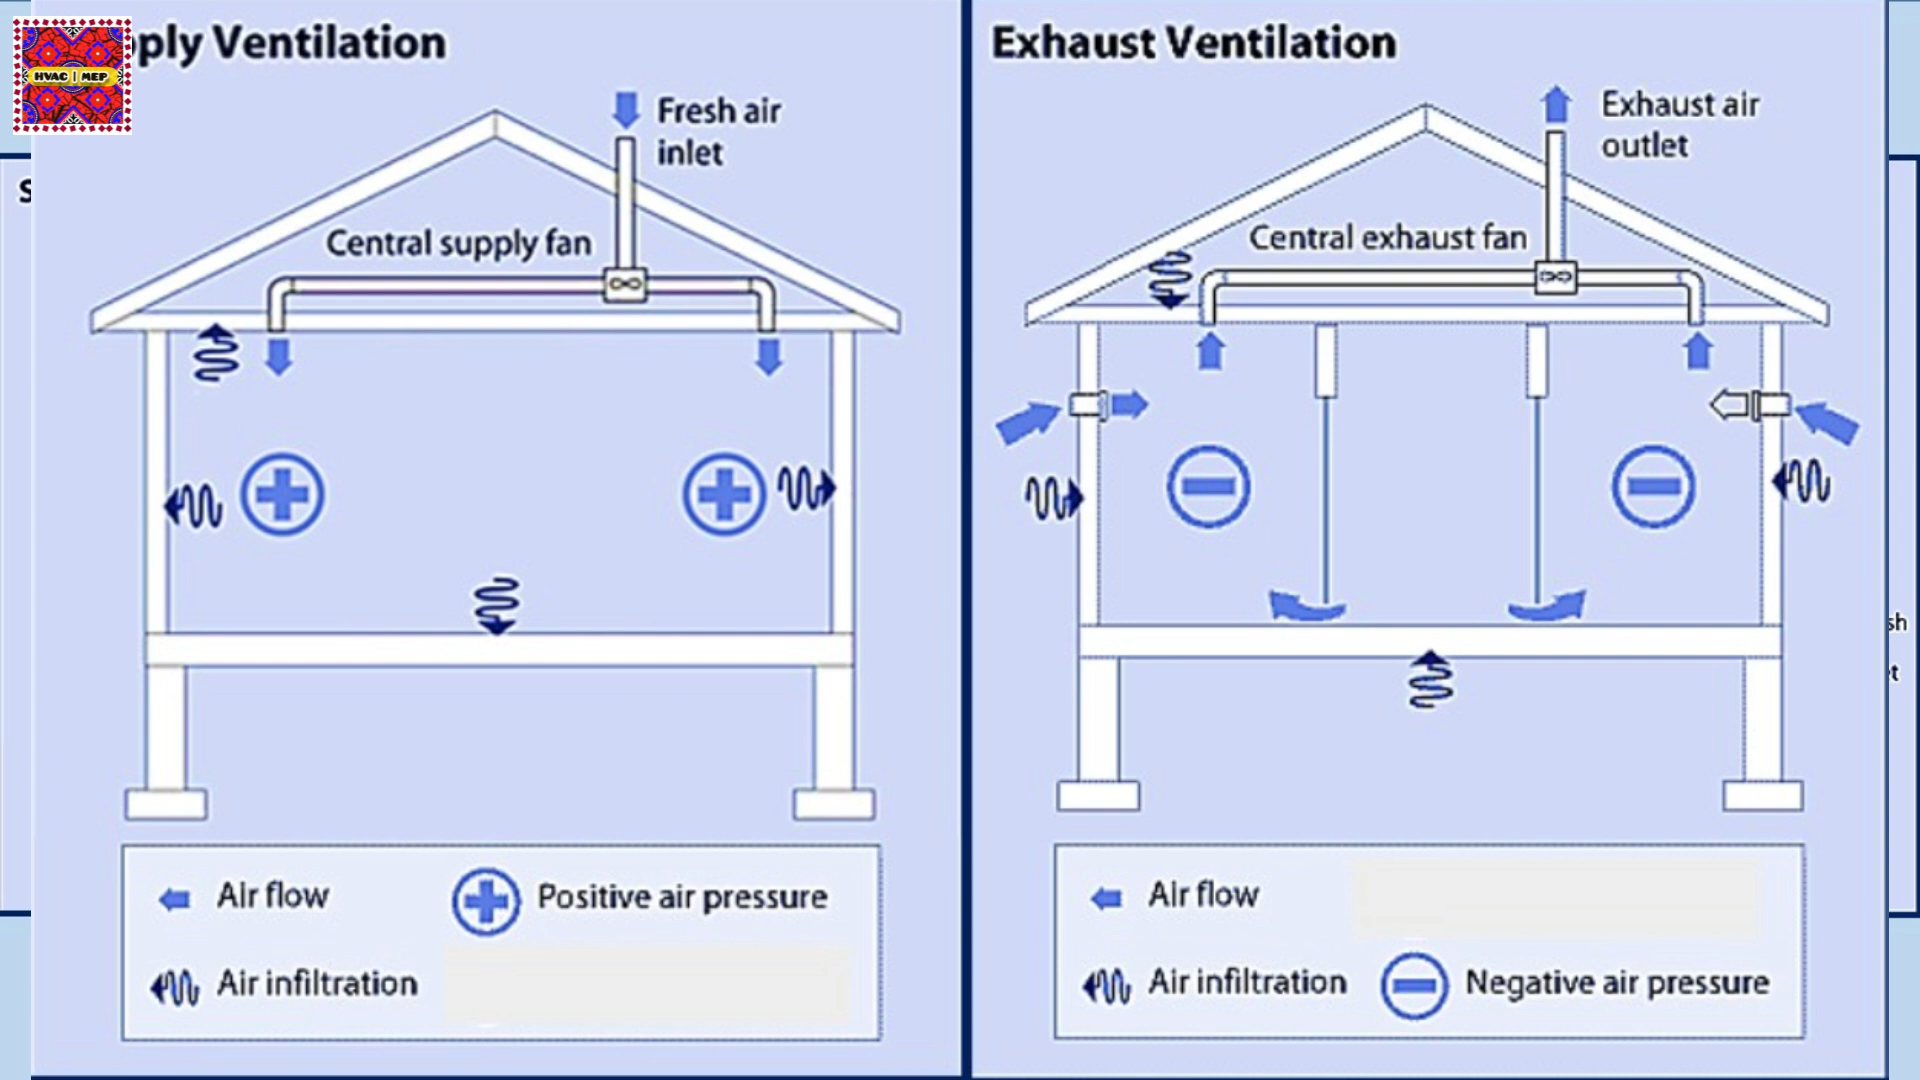 HVAC | MEP
ply Ventilation
Fresh air
inlet
Central supply fan
Air flow
Positive air pressure
Air infiltration
Exhaust Ventilation
Exhaust air
outlet
Central exhaust fan
Air flow
Air infiltration
Negative air pressure
S
sh
t